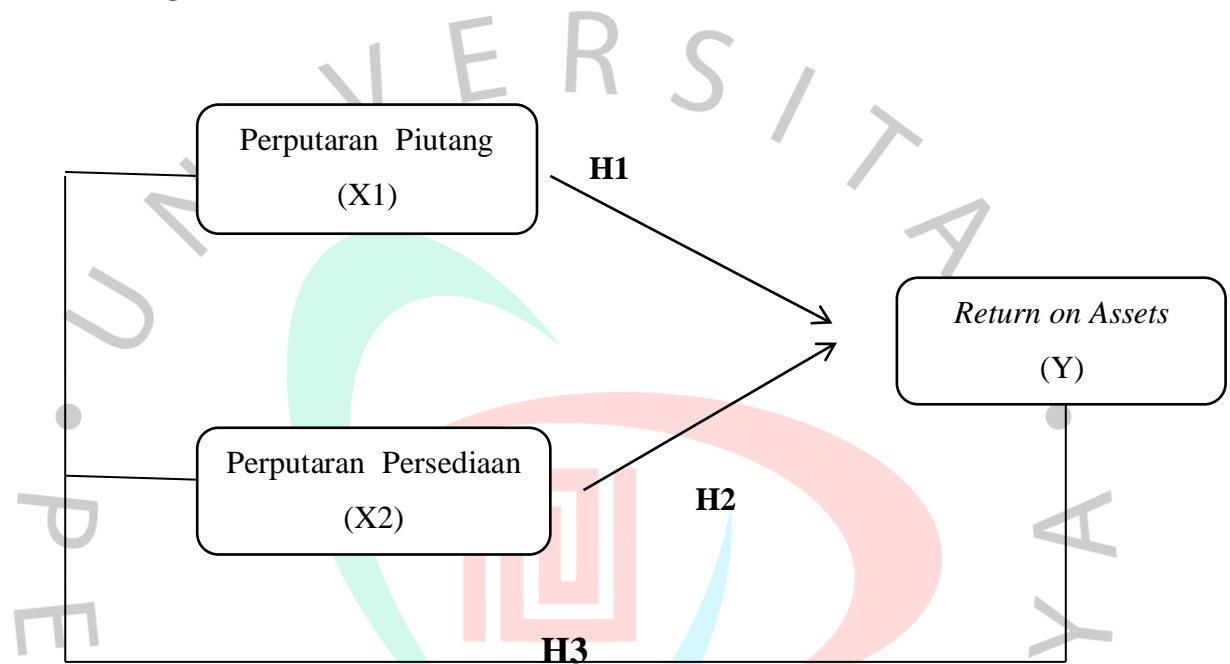 Perputaran Piutang
(X1)
H1
Return on Assets
(Y)
Perputaran Persediaan
(X2)
H2
H3